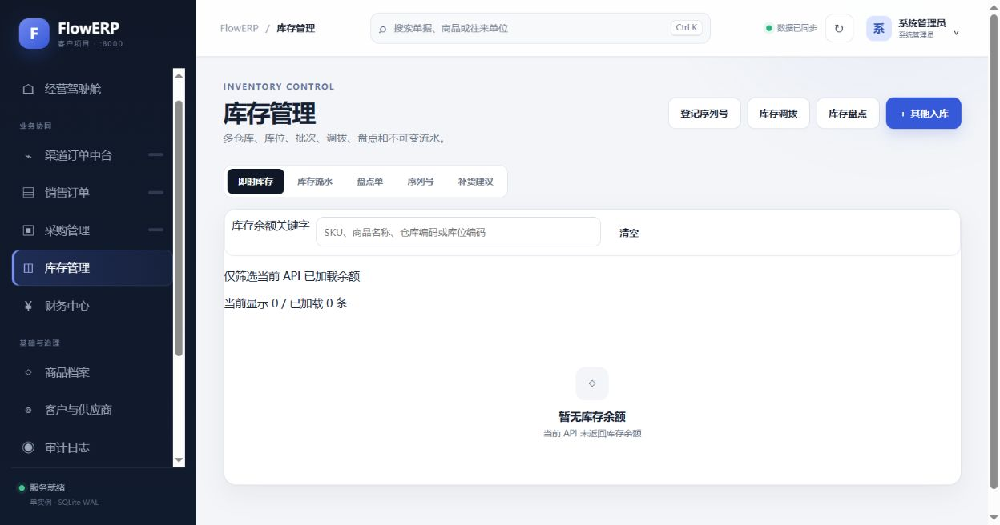 F
FlowERP
客户项目 · :8000
经营驾驶舱
业务协同
渠道订单中台
销售订单
采购管理
库存管理
¥ 财务中心
基础与治理
商品档案
客户与供应商
审计日志
服务就绪
单实例 · SQLite WAL
FlowERP / 库存管理
搜索单据、商品或往来单位
Ctrl K
数据已同步
系
系统管理员
系统管理员
INVENTORY CONTROL
库存管理
多仓库、库位、批次、调拨、盘点和不可变流水。
登记序列号
库存调拨
库存盘点
+ 其他入库
即时库存
库存流水
盘点单
序列号
补货建议
库存余额关键字
SKU、商品名称、仓库编码或库位编码
清空
仅筛选当前 API 已加载余额
当前显示 0 / 已加载 0 条
暂无库存余额
当前 API 未返回库存余额